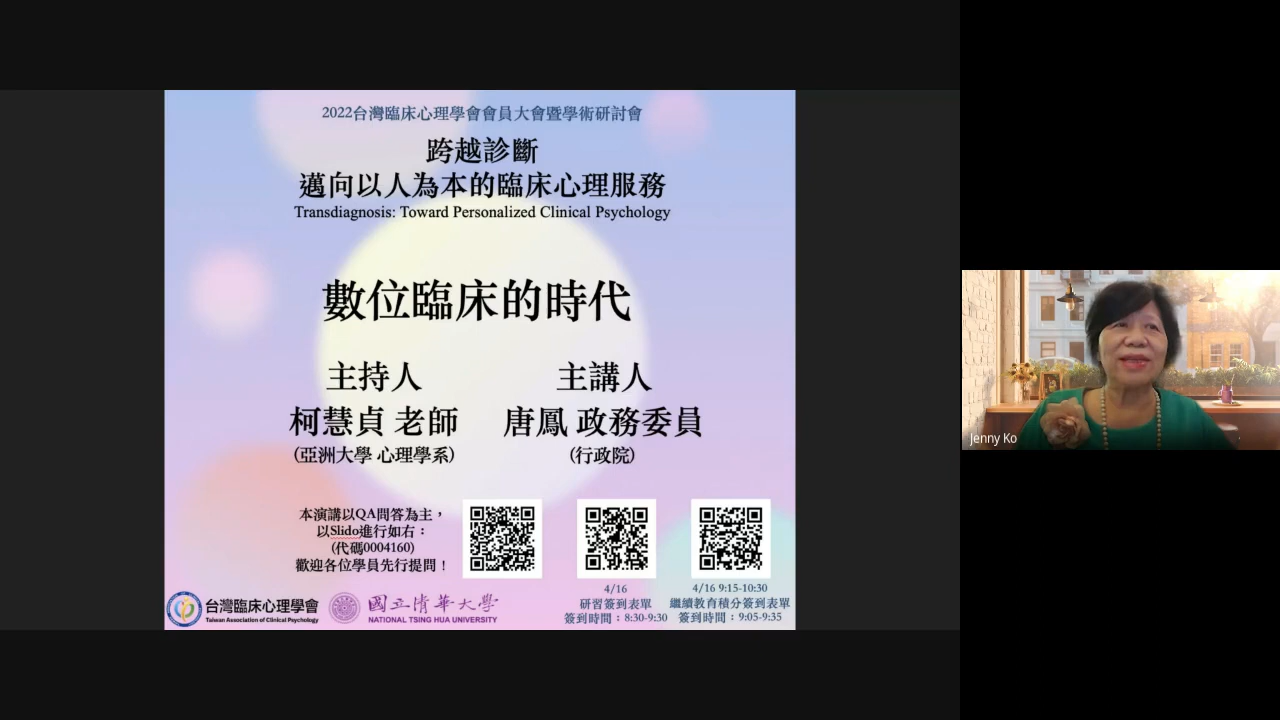 2022台灣臨床心理學會會員大會暨學術研討會
跨越診斷
邁向以人為本的臨床心理服務
Transdiagnosis: Toward Personalized Clinical Psychology
數位臨床的時代
主持人
柯慧貞 老師
(亞洲大學 心理學系)
主講人
唐鳳 政務委員
(行政院)
本演講以QA問答為主，
以Slido進行如右：
(代碼0004160)
歡迎各位學員先行提問！
4/16
研習簽到表單
簽到時間：8:30-9:30
4/16 9:15-10:30
繼續教育積分簽到表單
簽到時間：9:05-9:35
台灣臨床心理學會
Taiwan Association of Clinical Psychology
國立清華大學
NATIONAL TSING HUA UNIVERSITY
Jenny Ko